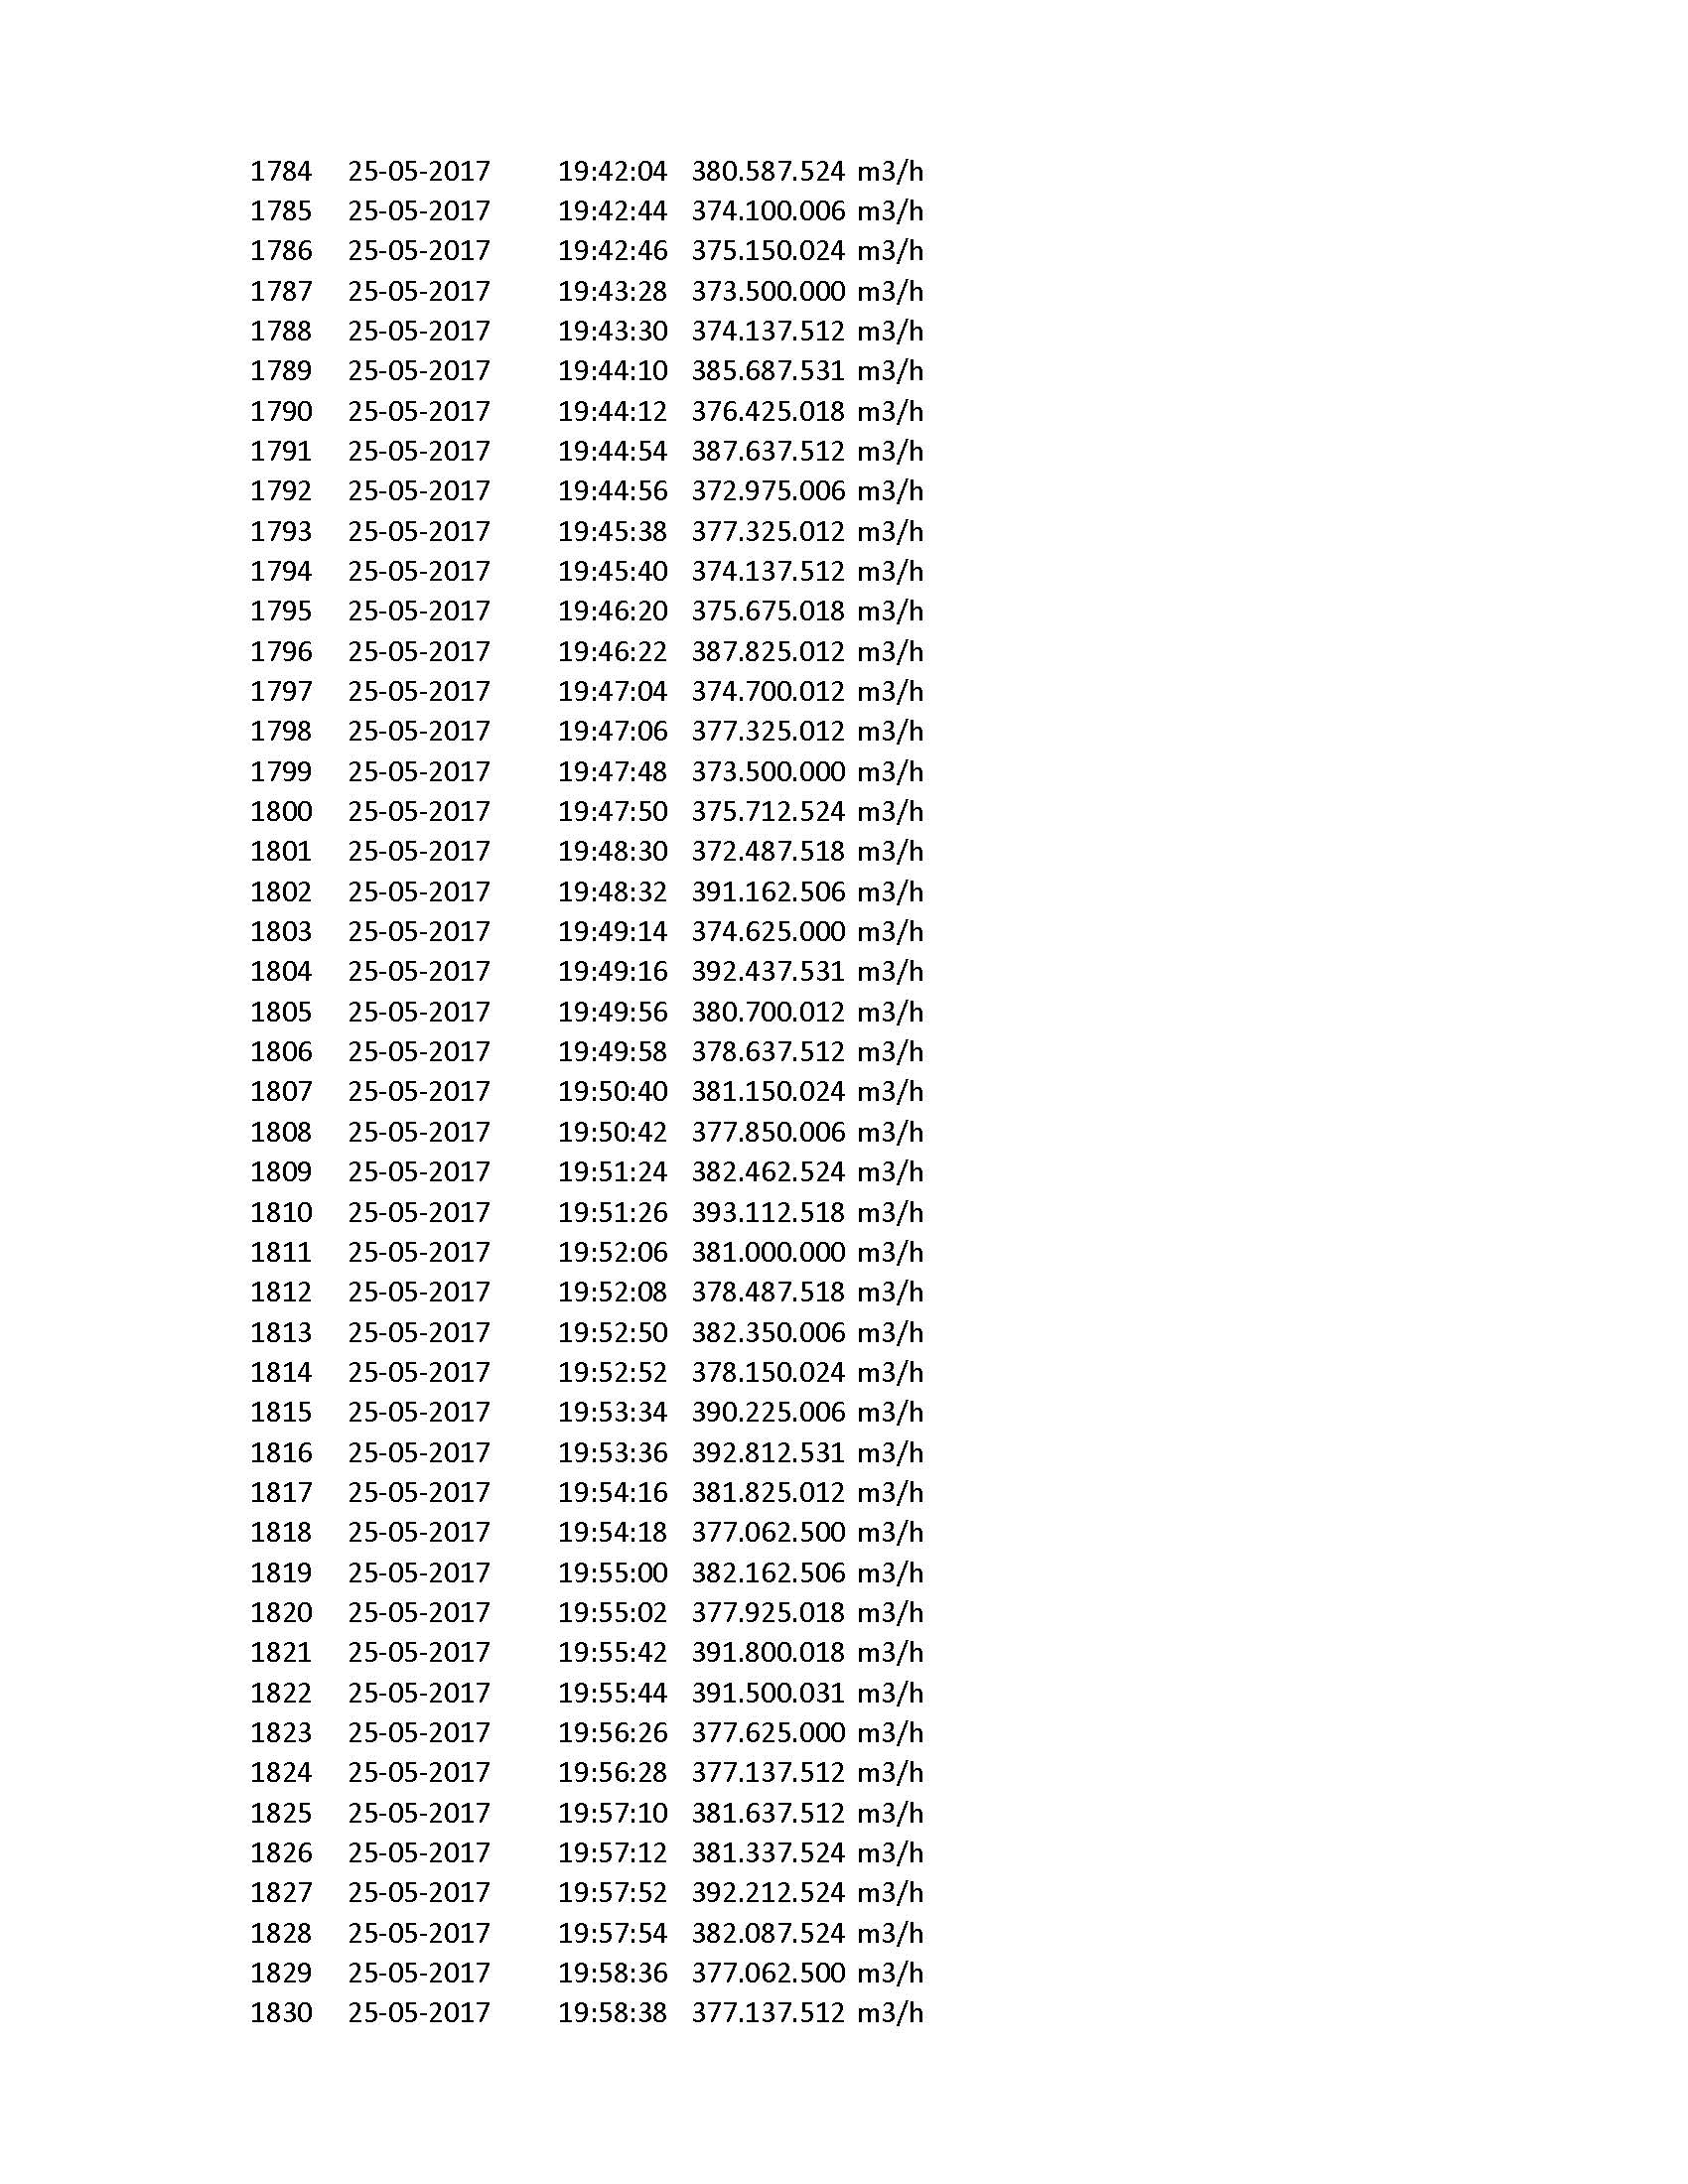 1784 25-05-2017 19:42:04 380.587.524 m3/h
1785 25-05-2017 19:42:44 374.100.006 m3/h
1786 25-05-2017 19:42:46 375.150.024 m3/h
1787 25-05-2017 19:43:28 373.500.000 m3/h
1788 25-05-2017 19:43:30 374.137.512 m3/h
1789 25-05-2017 19:44:10 385.687.531 m3/h
1790 25-05-2017 19:44:12 376.425.018 m3/h
1791 25-05-2017 19:44:54 387.637.512 m3/h
1792 25-05-2017 19:44:56 372.975.006 m3/h
1793 25-05-2017 19:45:38 377.325.012 m3/h
1794 25-05-2017 19:45:40 374.137.512 m3/h
1795 25-05-2017 19:46:20 375.675.018 m3/h
1796 25-05-2017 19:46:22 387.825.012 m3/h
1797 25-05-2017 19:47:04 374.700.012 m3/h
1798 25-05-2017 19:47:06 377.325.012 m3/h
1799 25-05-2017 19:47:48 373.500.000 m3/h
1800 25-05-2017 19:47:50 375.712.524 m3/h
1801 25-05-2017 19:48:30 372.487.518 m3/h
1802 25-05-2017 19:48:32 391.162.506 m3/h
1803 25-05-2017 19:49:14 374.625.000 m3/h
1804 25-05-2017 19:49:16 392.437.531 m3/h
1805 25-05-2017 19:49:56 380.700.012 m3/h
1806 25-05-2017 19:49:58 378.637.512 m3/h
1807 25-05-2017 19:50:40 381.150.024 m3/h
1808 25-05-2017 19:50:42 377.850.006 m3/h
1809 25-05-2017 19:51:24 382.462.524 m3/h
1810 25-05-2017 19:51:26 393.112.518 m3/h
1811 25-05-2017 19:52:06 381.000.000 m3/h
1812 25-05-2017 19:52:08 378.487.518 m3/h
1813 25-05-2017 19:52:50 382.350.006 m3/h
1814 25-05-2017 19:52:52 378.150.024 m3/h
1815 25-05-2017 19:53:34 390.225.006 m3/h
1816 25-05-2017 19:53:36 392.812.531 m3/h
1817 25-05-2017 19:54:16 381.825.012 m3/h
1818 25-05-2017 19:54:18 377.062.500 m3/h
1819 25-05-2017 19:55:00 382.162.506 m3/h
1820 25-05-2017 19:55:02 377.925.018 m3/h
1821 25-05-2017 19:55:42 391.800.018 m3/h
1822 25-05-2017 19:55:44 391.500.031 m3/h
1823 25-05-2017 19:56:26 377.625.000 m3/h
1824 25-05-2017 19:56:28 377.137.512 m3/h
1825 25-05-2017 19:57:10 381.637.512 m3/h
1826 25-05-2017 19:57:12 381.337.524 m3/h
1827 25-05-2017 19:57:52 392.212.524 m3/h
1828 25-05-2017 19:57:54 382.087.524 m3/h
1829 25-05-2017 19:58:36 377.062.500 m3/h
1830 25-05-2017 19:58:38 377.137.512 m3/h